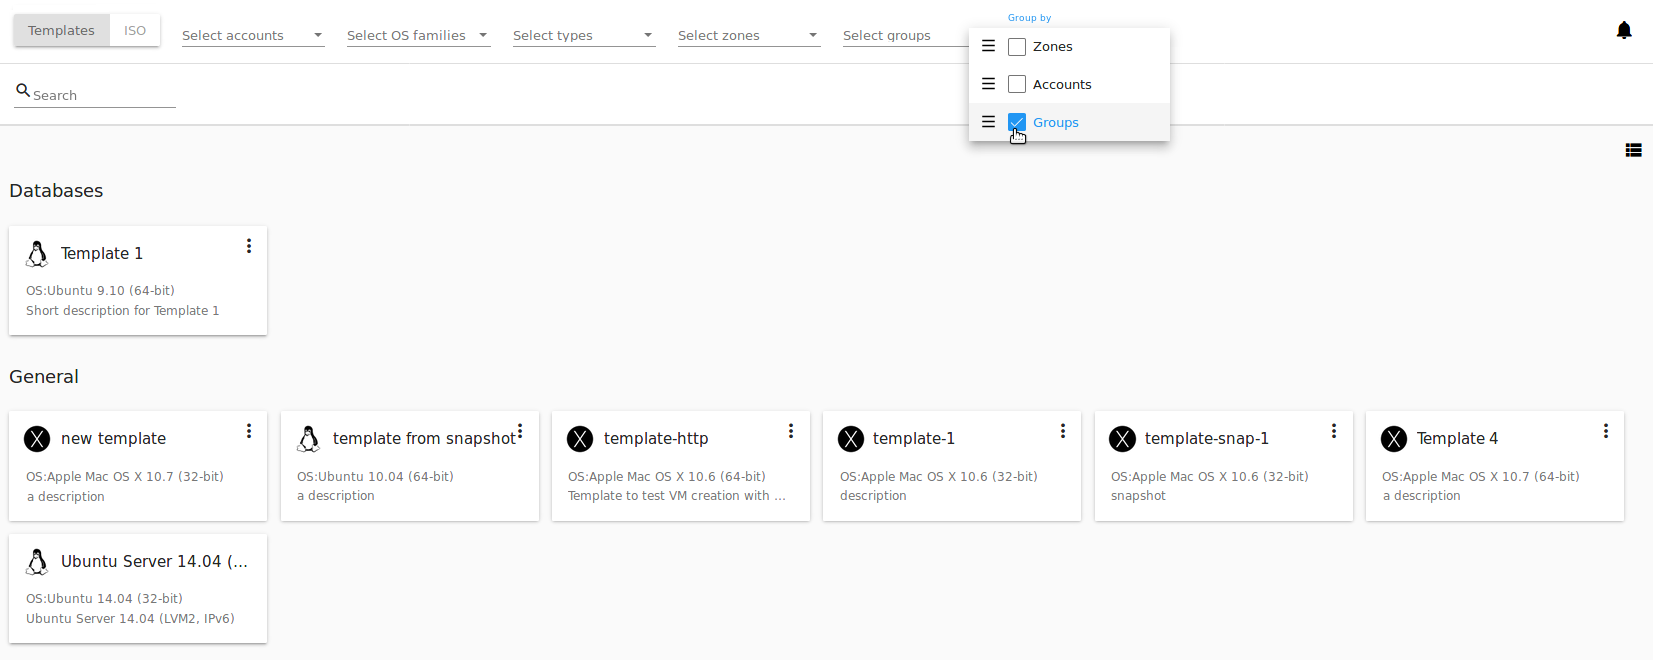 Templates
ISO
Select accounts
Select OS families
Select types
Select zones
Select groups
Group by
Zones
Accounts
Groups
Search
Databases
Template 1
OS:Ubuntu 9.10 (64-bit)
Short description for Template 1
General
new template
OS:Apple Mac OS X 10.7 (32-bit)
a description
template from snapshot
OS:Ubuntu 10.04 (64-bit)
a description
template-http
OS:Apple Mac OS X 10.6 (64-bit)
Template to test VM creation with ...
template-1
OS:Apple Mac OS X 10.6 (32-bit)
description
template-snap-1
OS:Apple Mac OS X 10.6 (32-bit)
snapshot
Template 4
OS:Apple Mac OS X 10.7 (64-bit)
a description
Ubuntu Server 14.04 (...
OS:Ubuntu 14.04 (32-bit)
Ubuntu Server 14.04 (LVM2, IPv6)